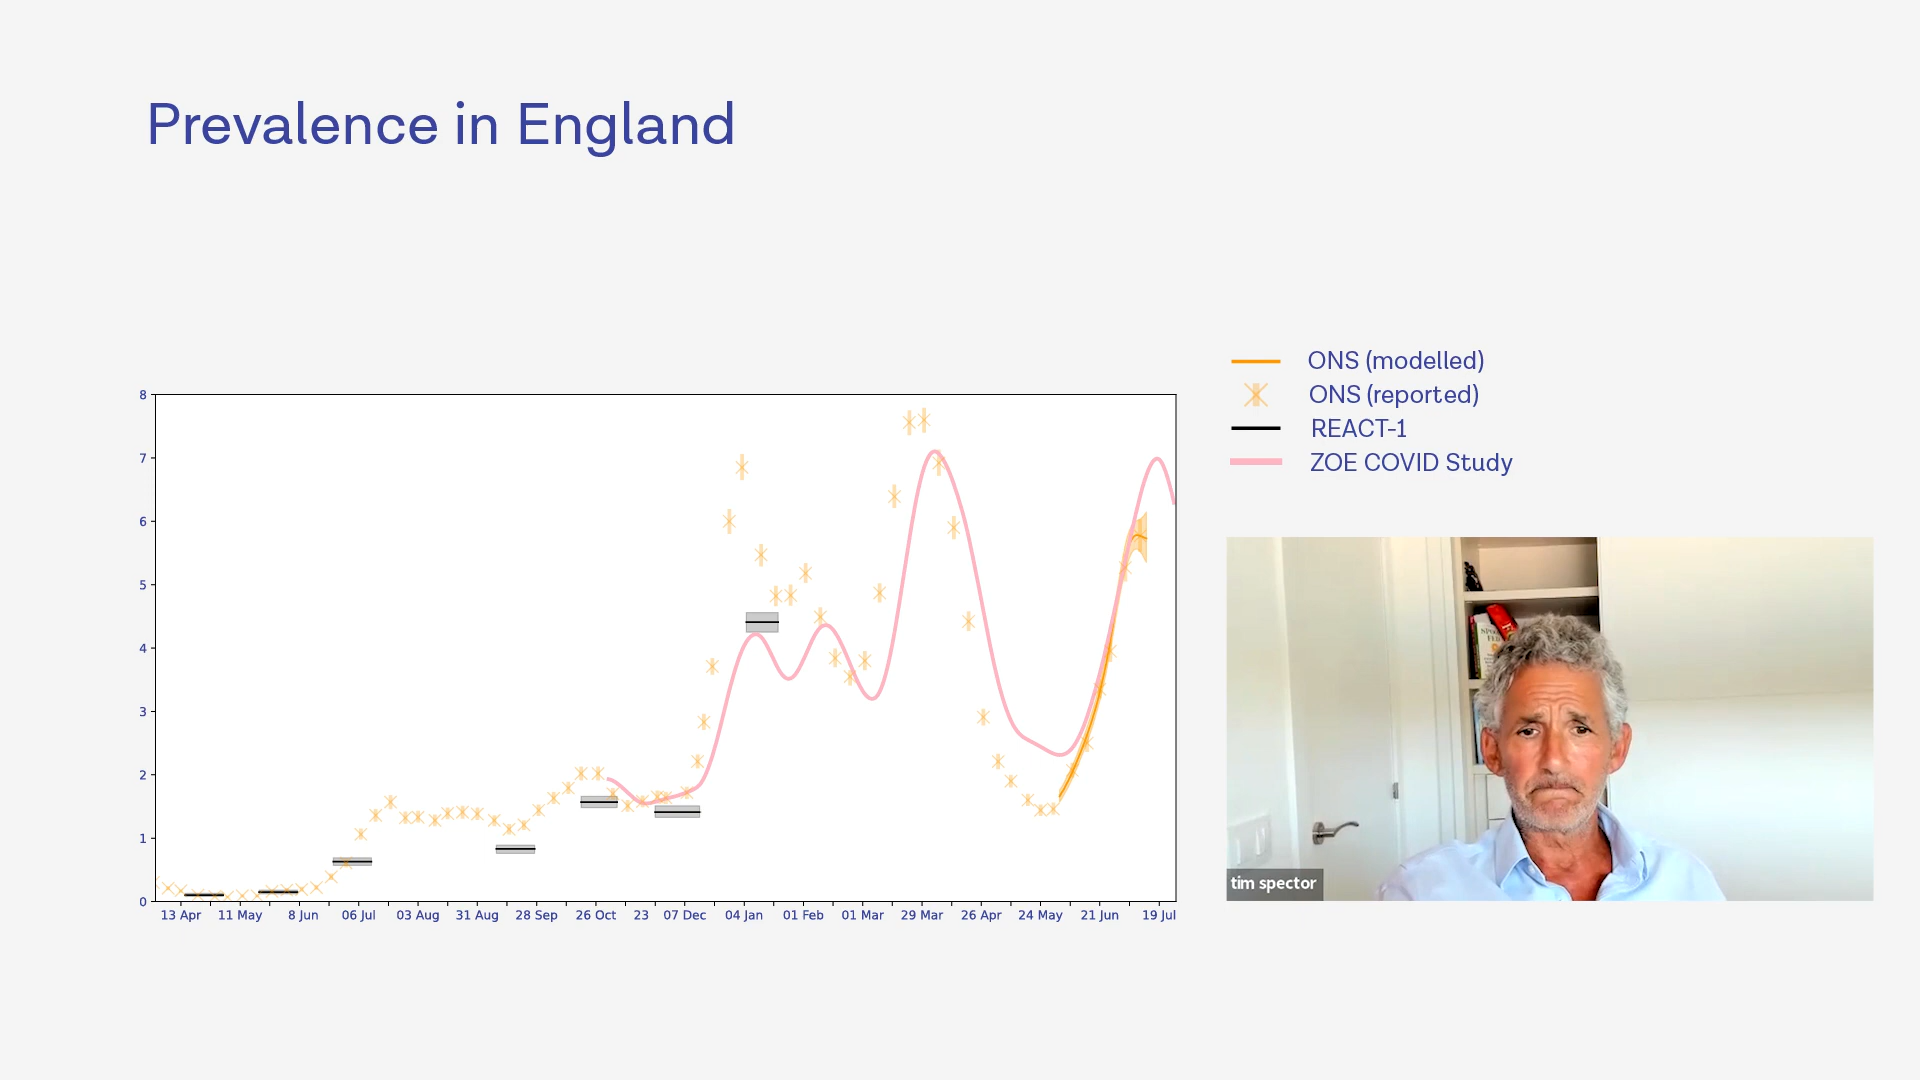 Prevalence in England
8
7
6
5
4
3
2
1
0
13 Apr 11 May 8 Jun 06 Jul 03 Aug 31 Aug 28 Sep 26 Oct 23 07 Dec 04 Jan 01 Feb 01 Mar 29 Mar 26 Apr 24 May 21 Jun 19 Jul
ONS (modelled)
ONS (reported)
REACT-1
ZOE COVID Study
tim spector